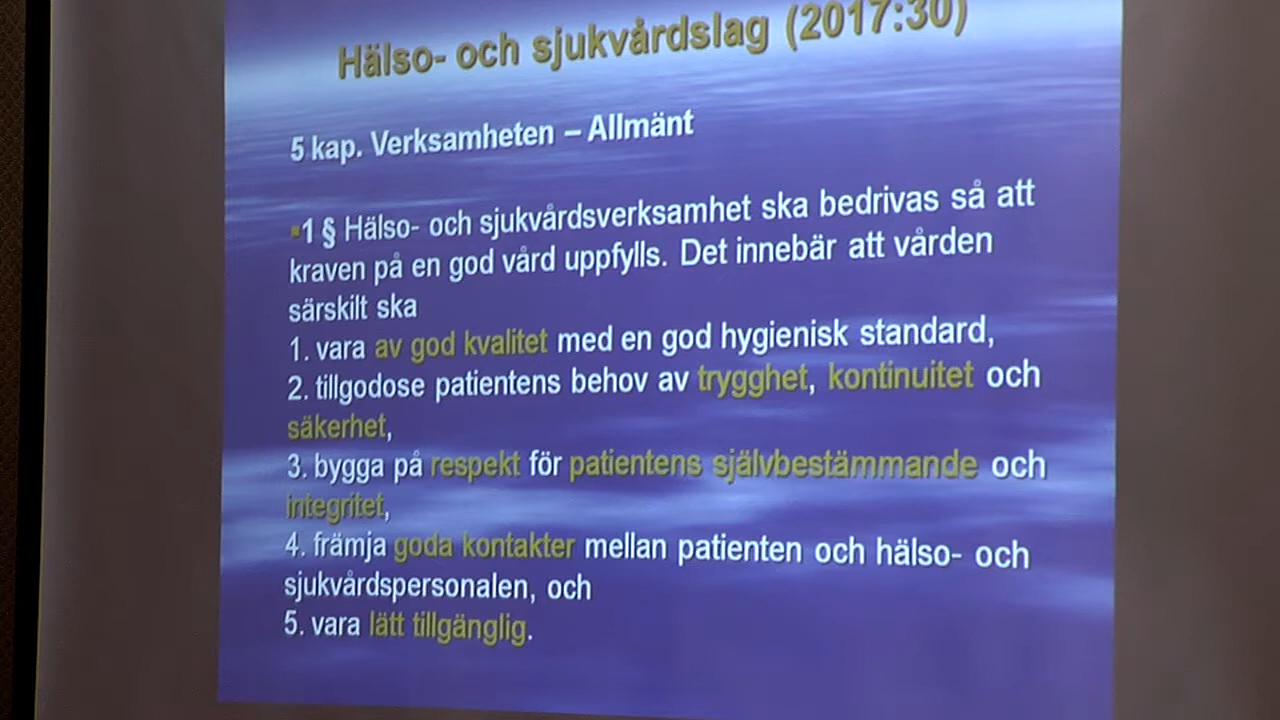 Hälso- och sjukvårdslag (2017:30)
5 kap. Verksamheten – Allmänt
▪1 § Hälso- och sjukvårdsverksamhet ska bedrivas så att
kraven på en god vård uppfylls. Det innebär att vården
särskilt ska
1. vara av god kvalitet med en god hygienisk standard,
2. tillgodose patientens behov av trygghet, kontinuitet och
säkerhet,
3. bygga på respekt för patientens självbestämmande och
integritet,
4. främja goda kontakter mellan patienten och hälso- och
sjukvårdspersonalen, och
5. vara lätt tillgänglig.